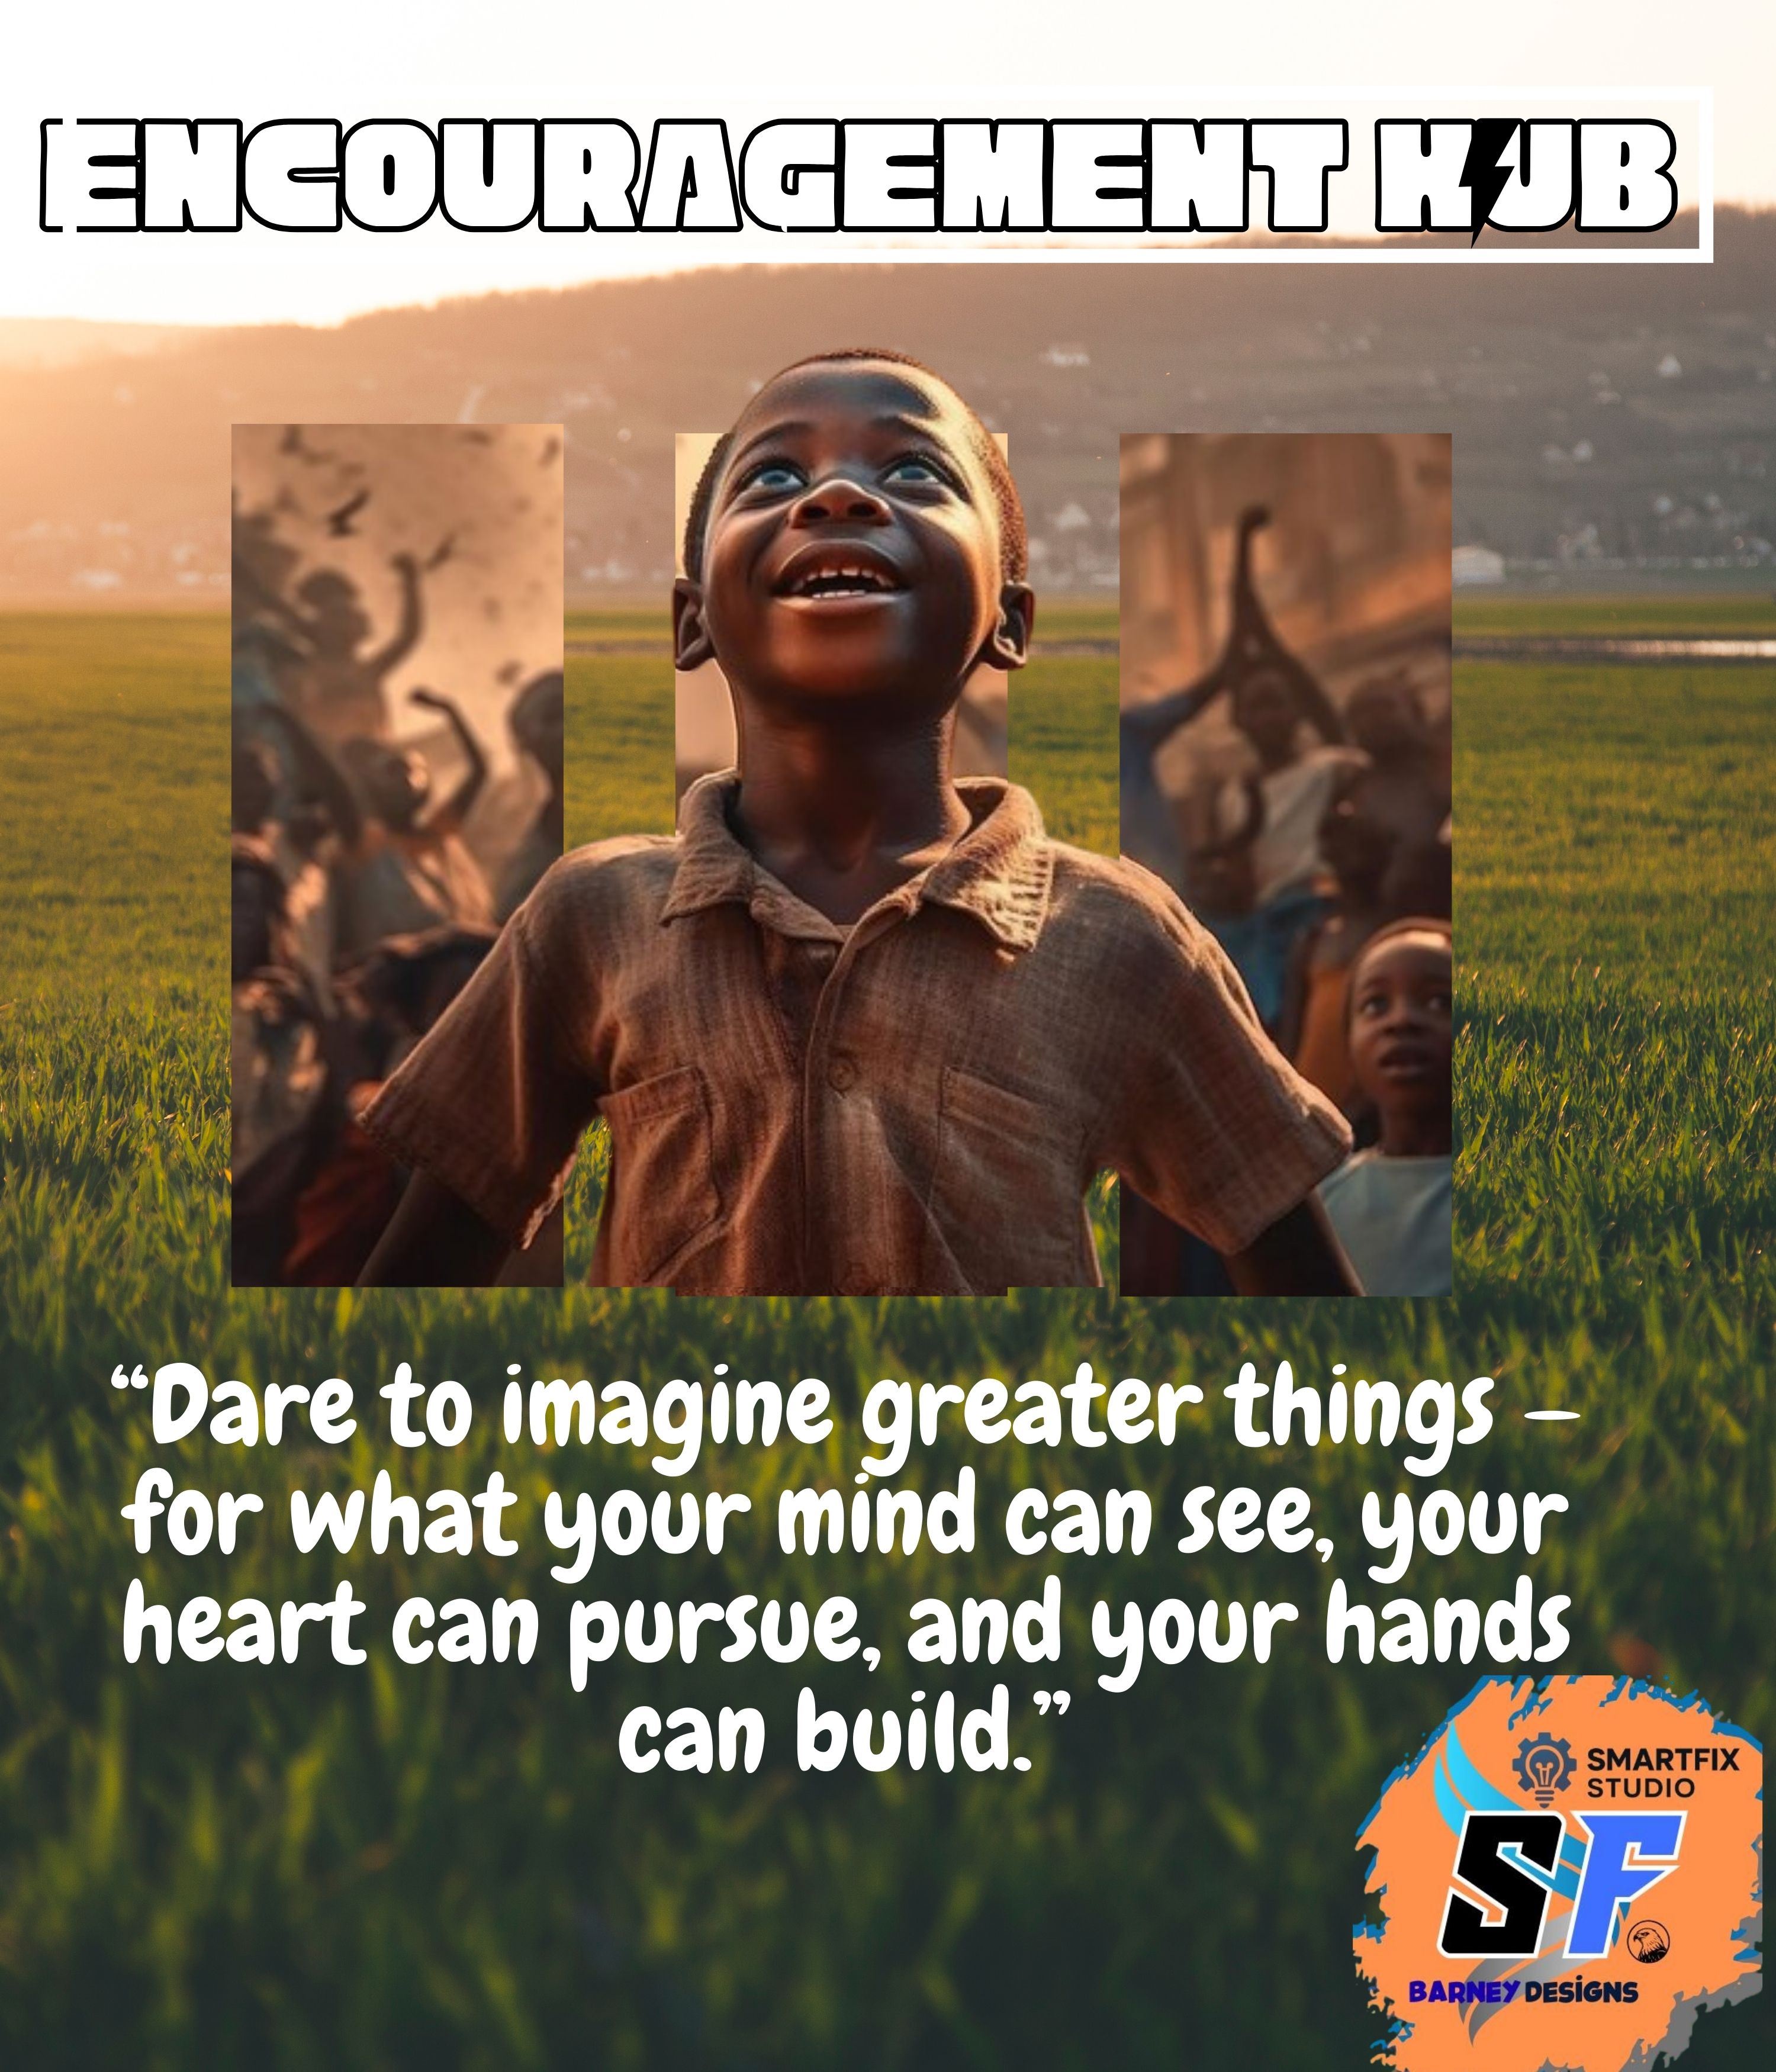 ENCOURAGEMENT HUB
“Dare to imagine greater things –
for what your mind can see, your
heart can pursue, and your hands
can build.”
SMARTFIX
STUDIO
SF
BARNEY DESIGNS